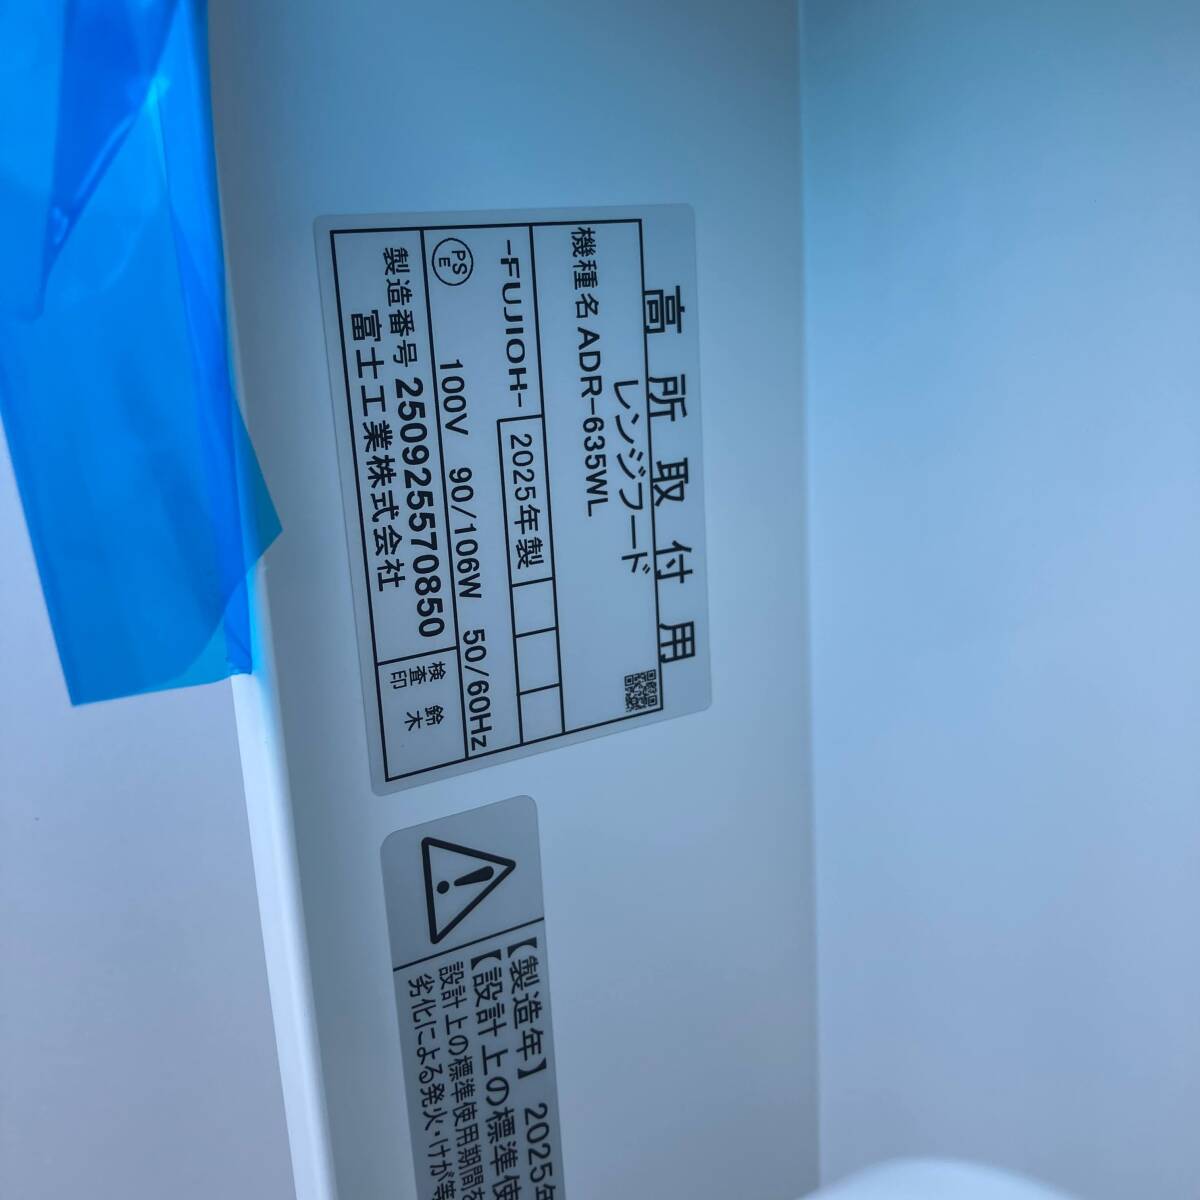 高所取付用
レンジフード
機種名 ADR-635WL
-FUJIOH- 2025年製
PS E 100V 90/106W 50/60Hz
製造番号 250925570850
富士工業株式会社
検査印 鈴木
【製造年】2025年
【設計上の標準使
設計上の標準使用期間を
劣化による発火・けが等